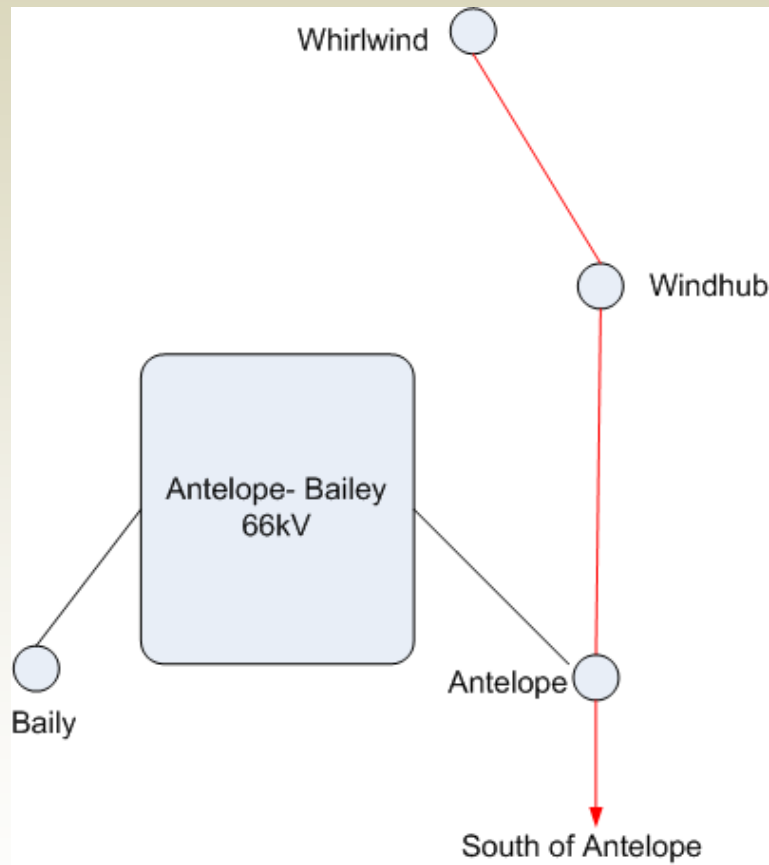 Whirlwind
Windhub
Antelope- Bailey
66kV
Antelope
Baily
South of Antelope